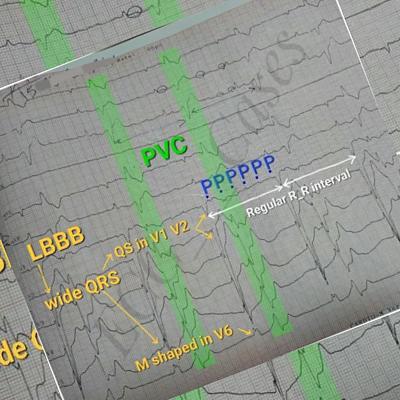 PVC
PPPPPP
Regular R_R interval
LBBB
QS in V1 V2
wide QRS
M shaped in V6